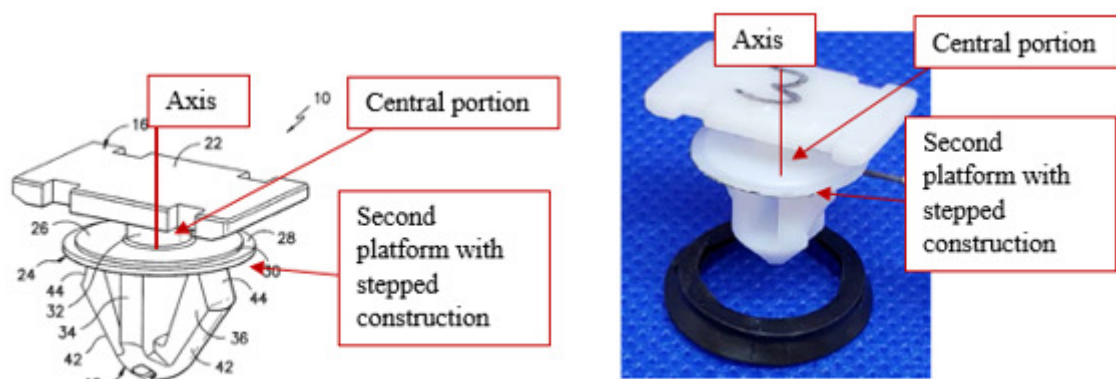 Axis
Central portion
10
16
22
26
28
24
30
44
44
32
34
36
42
42
Second
platform with
stepped
construction
Axis
Central portion
3
Second
platform with
stepped
construction